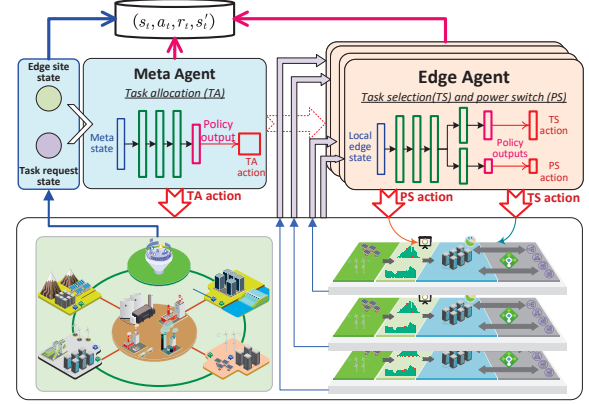 (s_t, a_t, r_t, s'_t)
Edge site
state
Task request
state
Meta Agent
Task allocation (TA)
Meta
state
Policy
output
TA
action
Edge Agent
Task selection(TS) and power switch (PS)
Local
edge
state
Policy
outputs
TS
action
PS
action
TA action
PS action
TS action